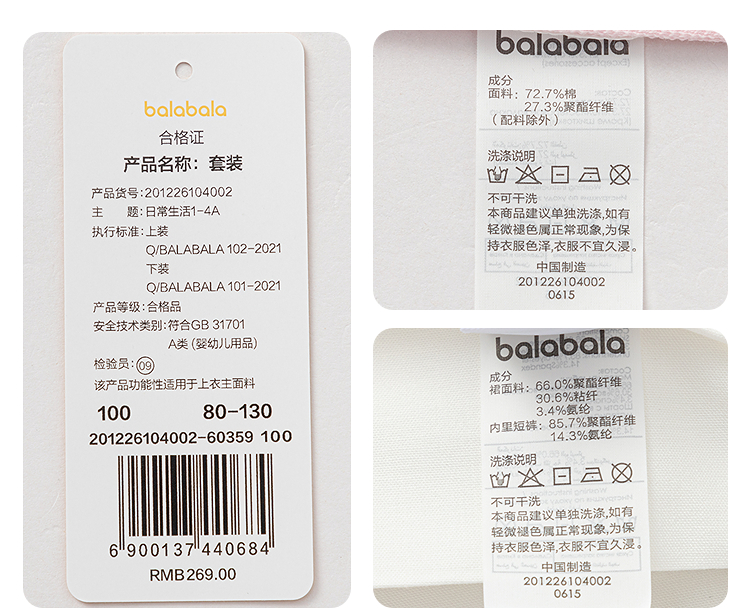 balabala
合格证
产品名称：套装
产品货号:201226104002
主　　题:日常生活1-4A
执行标准:上装
Q/BALABALA 102-2021
下装
Q/BALABALA 101-2021
产品等级:合格品
安全技术类别:符合GB 31701
A类 (婴幼儿用品)
检验员:09
该产品功能性适用于上衣主面料
100 80-130
201226104002-60359 100
6 900137 440684
RMB269.00
balabala
成分
面料: 72.7%棉
27.3%聚酯纤维
（配料除外）
洗涤说明
不可干洗
本商品建议单独洗涤,如有
轻微褪色属正常现象,为保
持衣服色泽,衣服不宜久浸。
中国制造
201226104002
0615
balabala
成分
裙面料: 66.0%聚酯纤维
30.6%粘纤
3.4%氨纶
内里短裤: 85.7%聚酯纤维
14.3%氨纶
洗涤说明
不可干洗
本商品建议单独洗涤,如有
轻微褪色属正常现象,为保
持衣服色泽,衣服不宜久浸。
中国制造
201226104002
0615